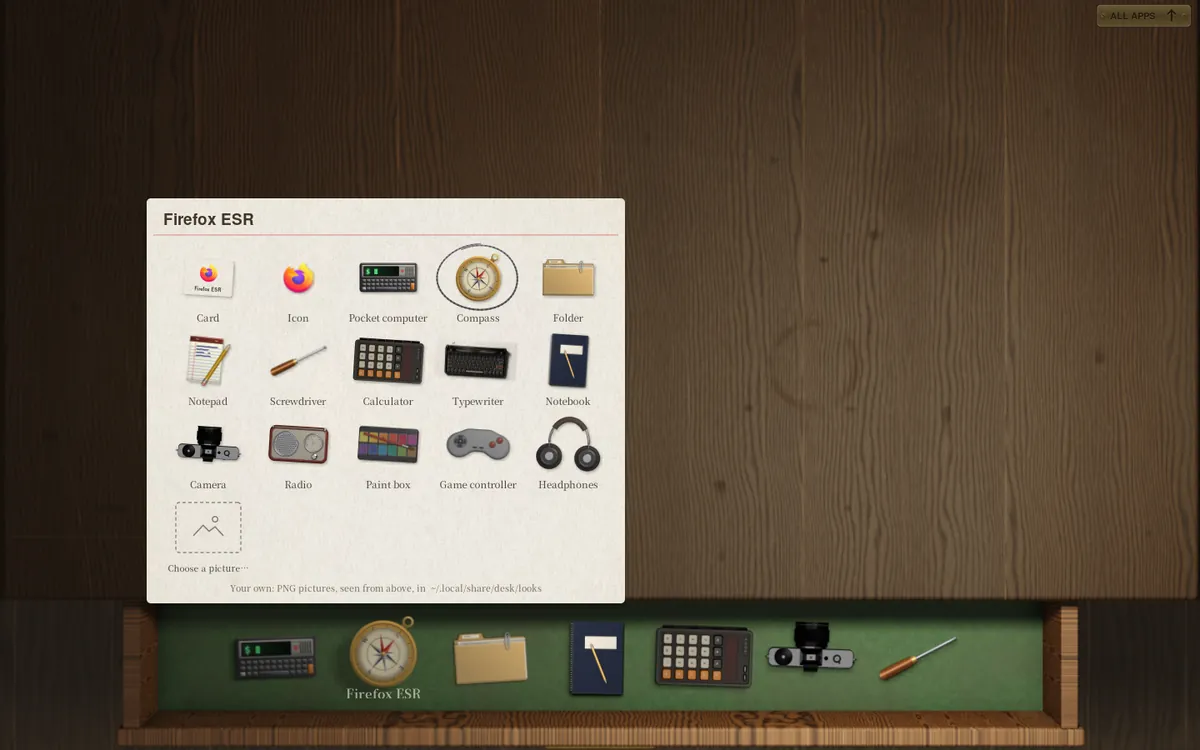 ALL APPS
Firefox ESR
Firefox ESR
Card
Icon
Pocket computer
Compass
Folder
Notepad
Screwdriver
Calculator
Typewriter
Notebook
Camera
Radio
Paint box
Game controller
Headphones
Choose a picture…
Your own: PNG pictures, seen from above, in ~/.local/share/desk/looks
Firefox ESR